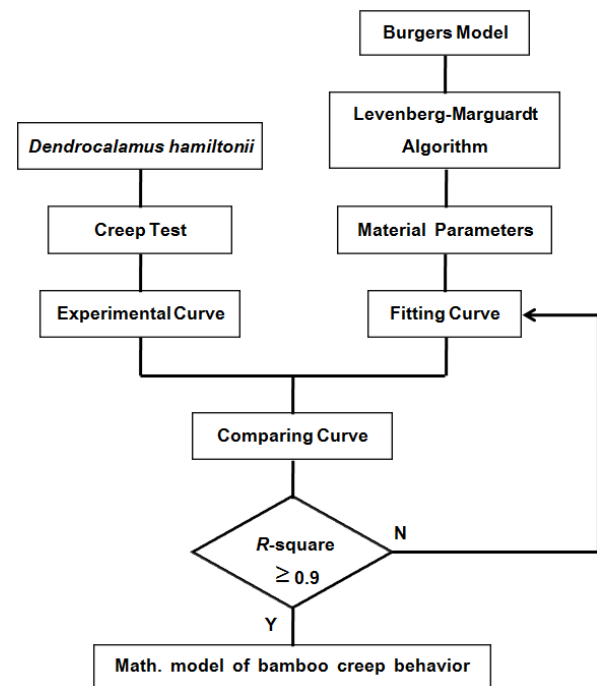 Burgers Model
Levenberg-Marguardt
Algorithm
Dendrocalamus hamiltonii
Creep Test
Material Parameters
Experimental Curve
Fitting Curve
Comparing Curve
R-square
≥ 0.9
N
Y
Math. model of bamboo creep behavior